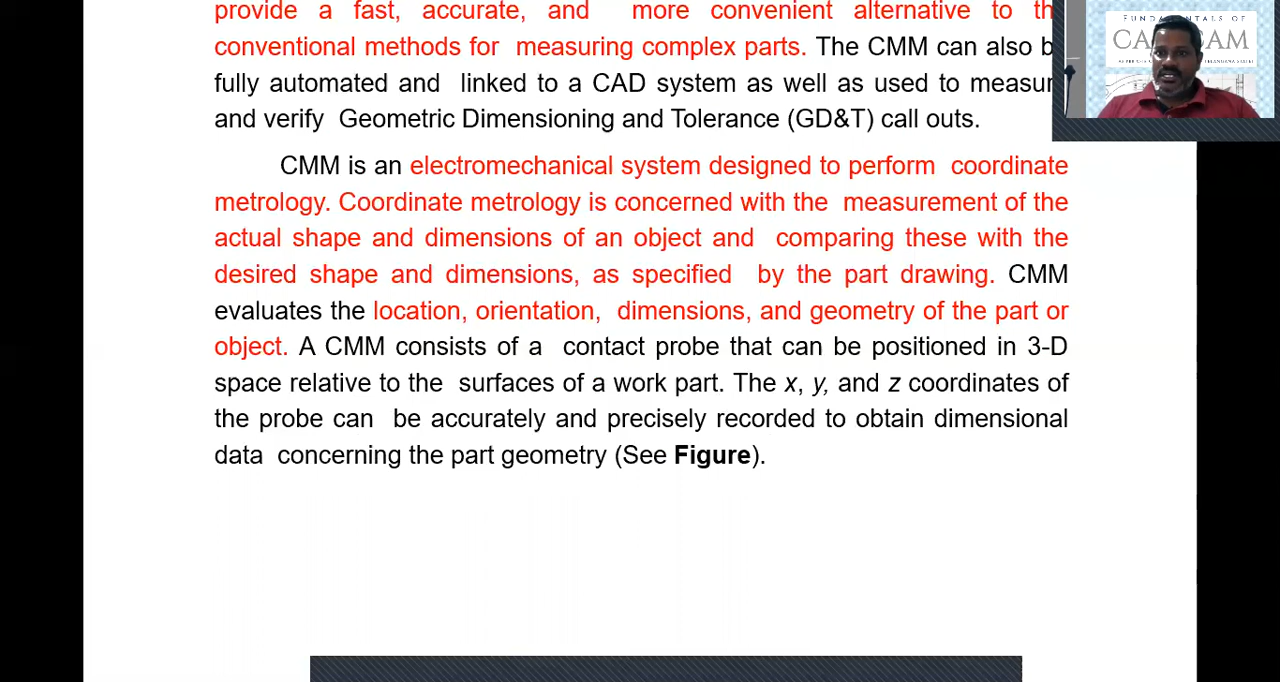 provide a fast, accurate, and more convenient alternative to
conventional methods for measuring complex parts. The CMM can also
fully automated and linked to a CAD system as well as used to
and verify Geometric Dimensioning and Tolerance (GD&T) call outs.
CMM is an electromechanical system designed to perform coordinate
metrology. Coordinate metrology is concerned with the measurement of the
actual shape and dimensions of an object and comparing these with the
desired shape and dimensions, as specified by the part drawing. CMM
evaluates the location, orientation, dimensions, and geometry of the part or
object. A CMM consists of a contact probe that can be positioned in 3-D
space relative to the surfaces of a work part. The x, y, and z coordinates of
the probe can be accurately and precisely recorded to obtain dimensional
data concerning the part geometry (See Figure).
FUNDAMENTALS OF